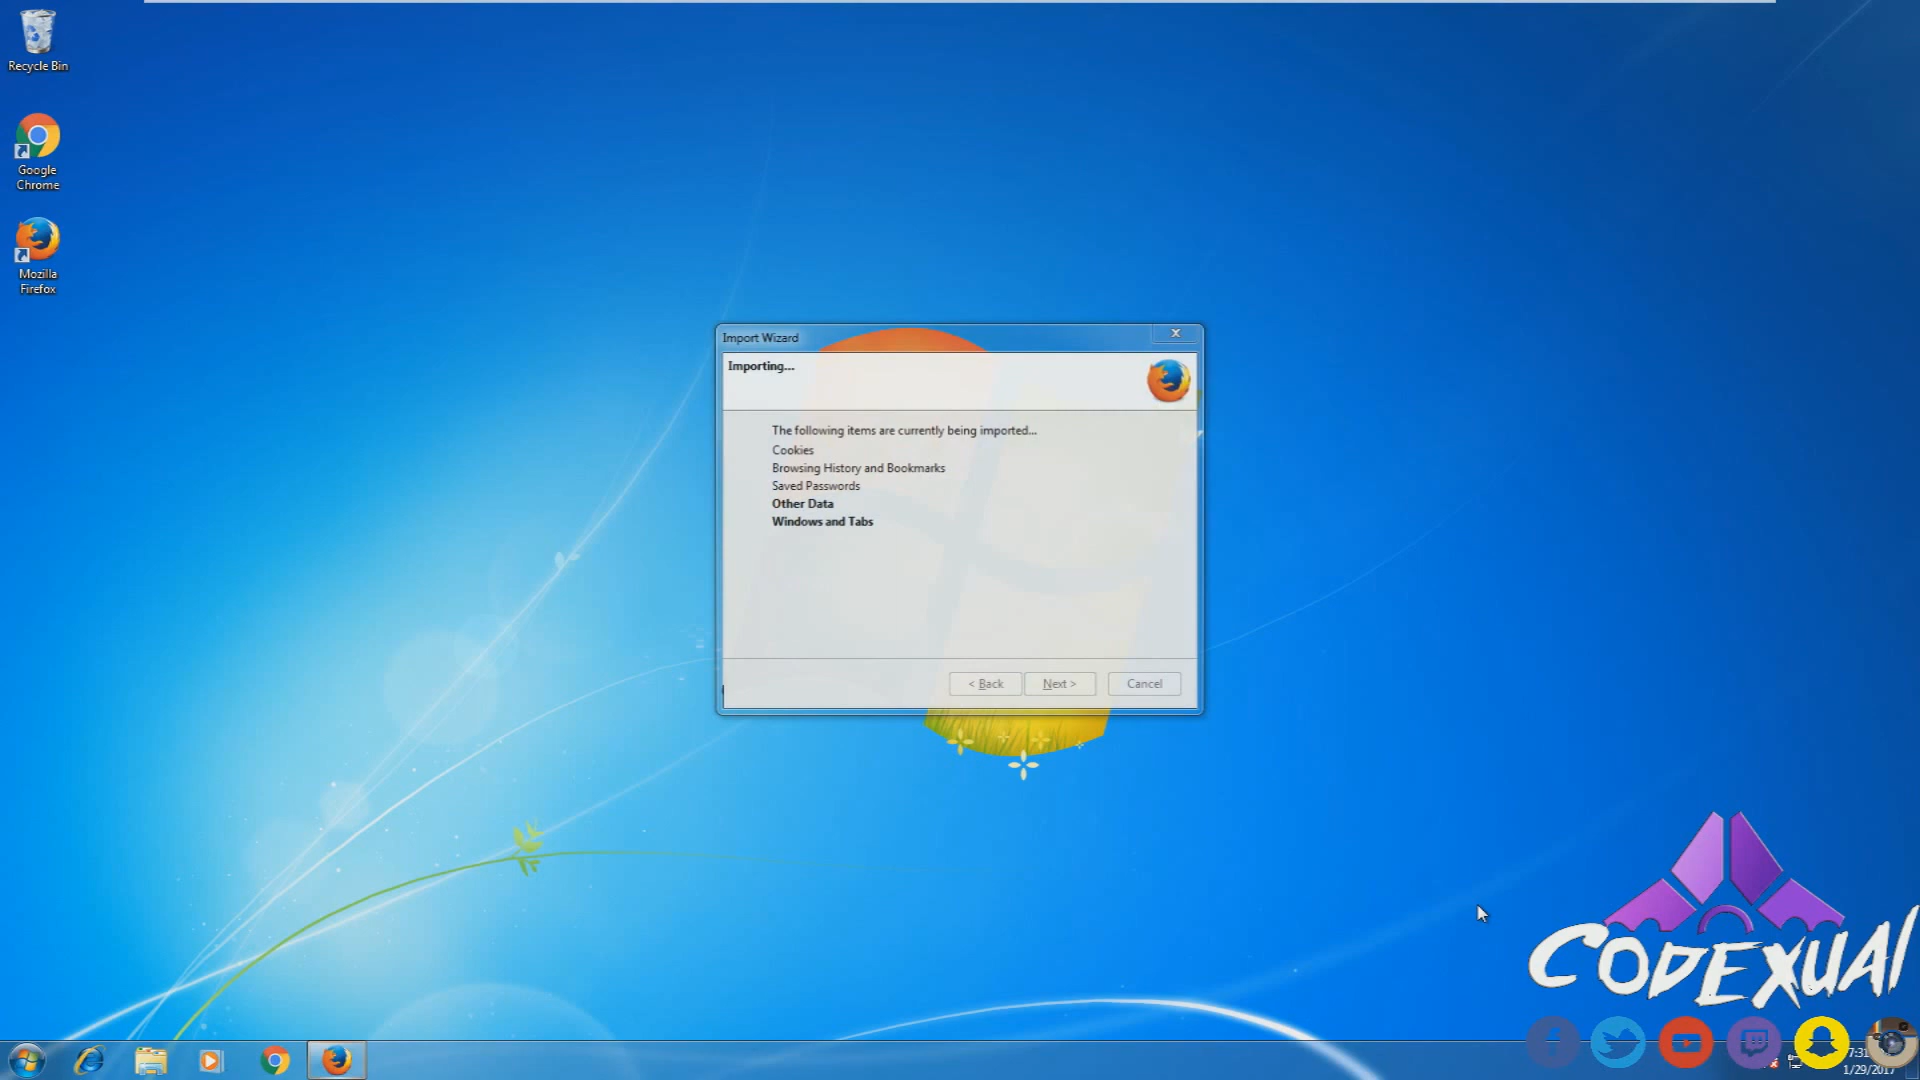 Recycle Bin
Google
Chrome
Mozilla
Firefox
Import Wizard
Importing...
The following items are currently being imported...
Cookies
Browsing History and Bookmarks
Saved Passwords
Other Data
Windows and Tabs
< Back
Next >
Cancel
CODEXUAL
7:31
1/29/2017